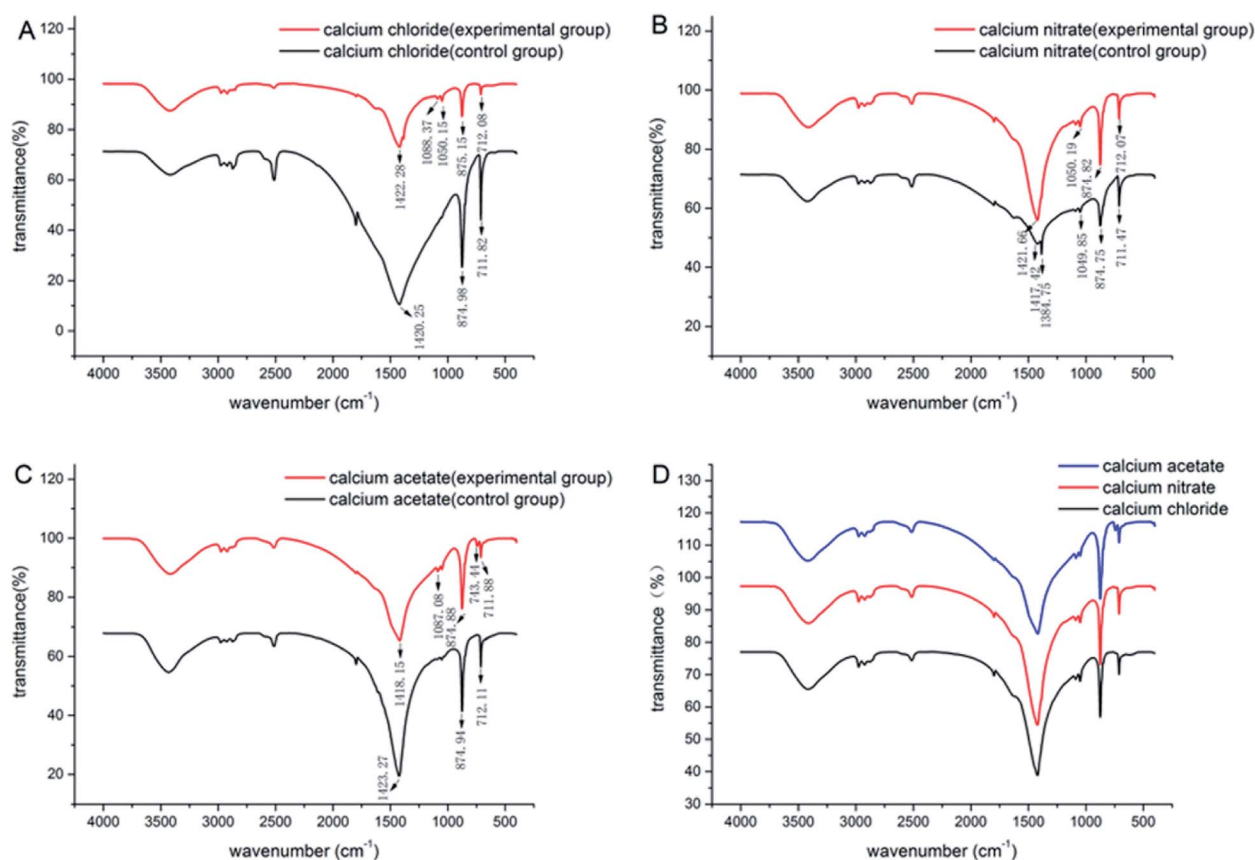 A
calcium chloride(experimental group)
calcium chloride(control group)
120
100
80
60
40
20
0
transmittance(%)
1422.28
1088.37
1050.15
875.15
712.08
1420.25
874.98
711.82
4000 3500 3000 2500 2000 1500 1000 500
wavenumber (cm⁻¹)
B
calcium nitrate(experimental group)
calcium nitrate(control group)
120
100
80
60
40
20
transmittance(%)
1050.19
874.82
712.07
1421.66
1417.42
1384.75
1049.85
874.75
711.47
4000 3500 3000 2500 2000 1500 1000 500
wavenumber (cm⁻¹)
C
calcium acetate(experimental group)
calcium acetate(control group)
120
100
80
60
40
20
transmittance(%)
1418.15
1087.08
874.88
743.44
711.88
1423.27
874.94
712.11
4000 3500 3000 2500 2000 1500 1000 500
wavenumber (cm⁻¹)
D
calcium acetate
calcium nitrate
calcium chloride
130
125
115
105
95
90
80
75
65
60
50
45
40
30
transmittance（%）
4000 3500 3000 2500 2000 1500 1000 500
wavenumber (cm⁻¹)